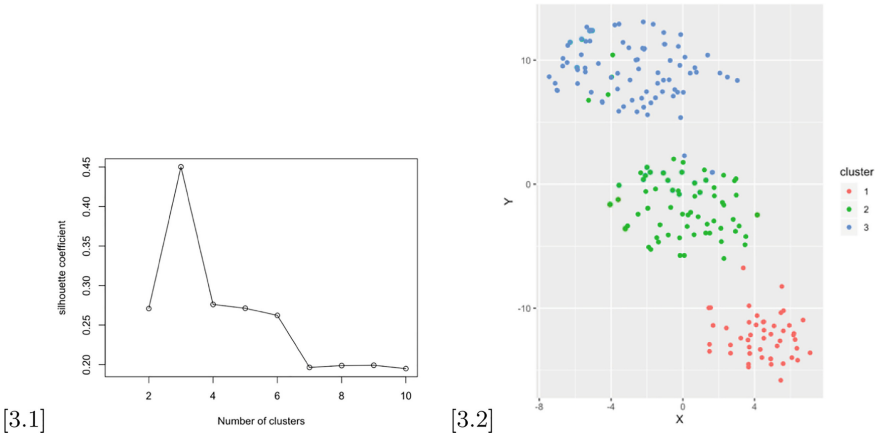 0.45
0.40
0.35
0.30
0.25
0.20
silhouette coefficient
2 4 6 8 10
Number of clusters
[3.1]
10
0
-10
Y
-8 -4 0 4
X
cluster
1
2
3
[3.2]